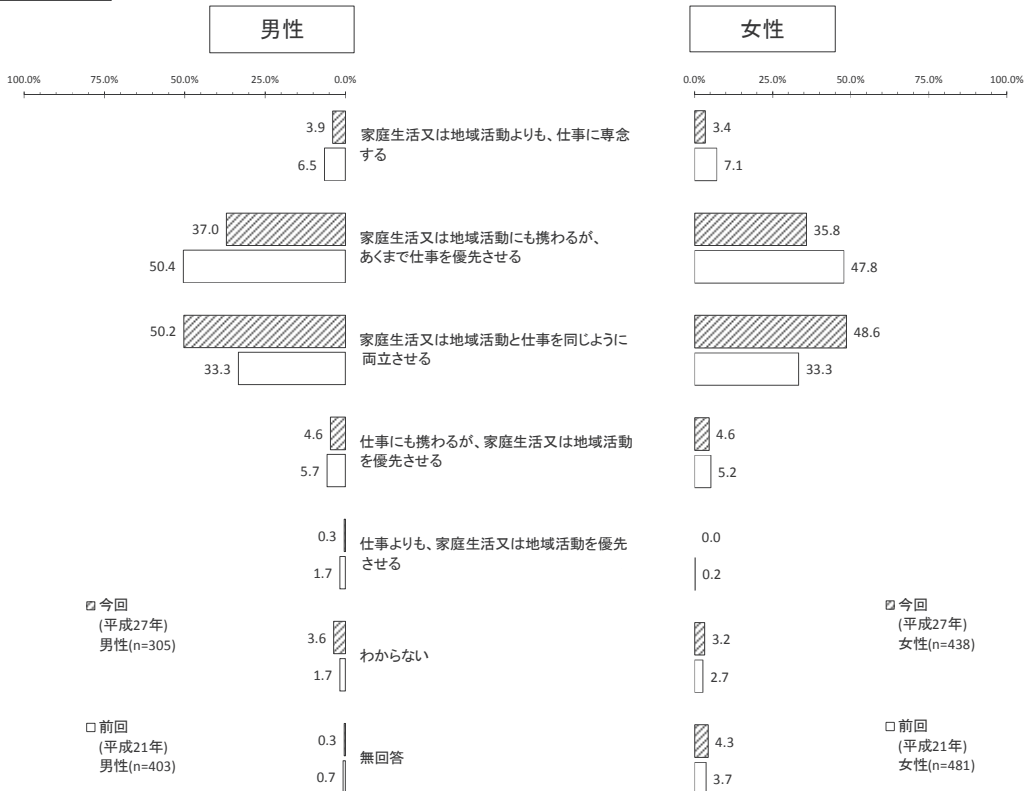 男性
女性
100.0% 75.0% 50.0% 25.0% 0.0%
0.0% 25.0% 50.0% 75.0% 100.0%
3.9
6.5
家庭生活又は地域活動よりも、仕事に専念
する
3.4
7.1
37.0
50.4
家庭生活又は地域活動にも携わるが、
あくまで仕事を優先させる
35.8
47.8
50.2
33.3
家庭生活又は地域活動と仕事を同じように
両立させる
48.6
33.3
4.6
5.7
仕事にも携わるが、家庭生活又は地域活動
を優先させる
4.6
5.2
0.3
1.7
仕事よりも、家庭生活又は地域活動を優先
させる
0.0
0.2
今回
(平成27年)
男性(n=305)
3.6
1.7
わからない
3.2
2.7
今回
(平成27年)
女性(n=438)
前回
(平成21年)
男性(n=403)
0.3
0.7
無回答
4.3
3.7
前回
(平成21年)
女性(n=481)